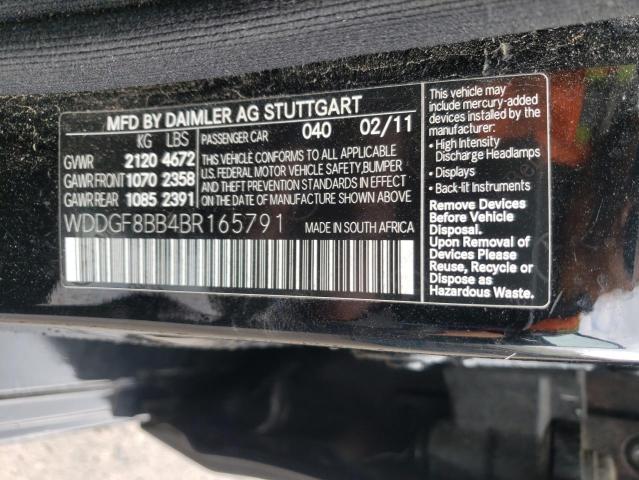 MFD BY DAIMLER AG STUTTGART
KG LBS
GVWR 2120 4672
GAWR FRONT 1070 2358
GAWR REAR 1085 2391
PASSENGER CAR 040 02/11
THIS VEHICLE CONFORMS TO ALL APPLICABLE
U.S. FEDERAL MOTOR VEHICLE SAFETY, BUMPER
AND THEFT PREVENTION STANDARDS IN EFFECT
ON THE DATE OF MANUFACTURE SHOWN ABOVE.
WDDGF8BB4BR165791
MADE IN SOUTH AFRICA
This vehicle may
include mercury-added
devices installed by the
manufacturer:
• High Intensity
Discharge Headlamps
• Displays
• Back-lit Instruments
Remove Devices
Before Vehicle
Disposal.
Upon Removal of
Devices Please
Reuse, Recycle or
Dispose as
Hazardous Waste.